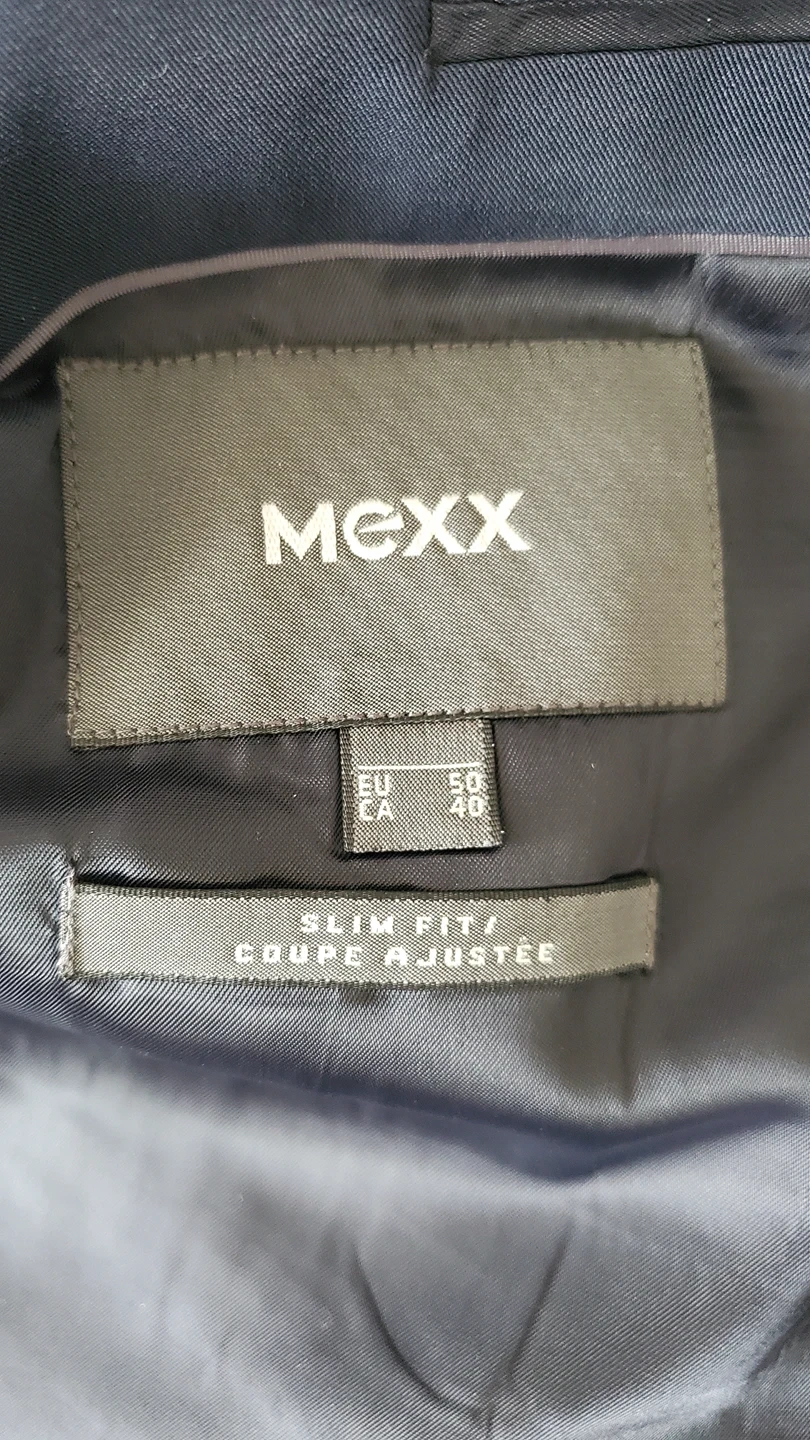 Mexx
EU 50
CA 40
SLIM FIT/
COUPE AJUSTÉE